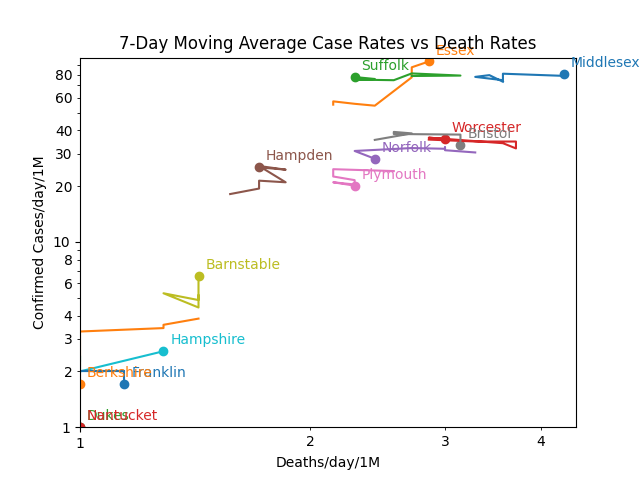 7-Day Moving Average Case Rates vs Death Rates
Essex
Middlesex
Suffolk
80
60
Worcester
Bristol
40
Norfolk
Hampden
30
Plymouth
20
Confirmed Cases/day/1M
10
Barnstable
8
6
4
Hampshire
3
Berkshire
Franklin
2
Nantucket
1
1
2
3
4
Deaths/day/1M